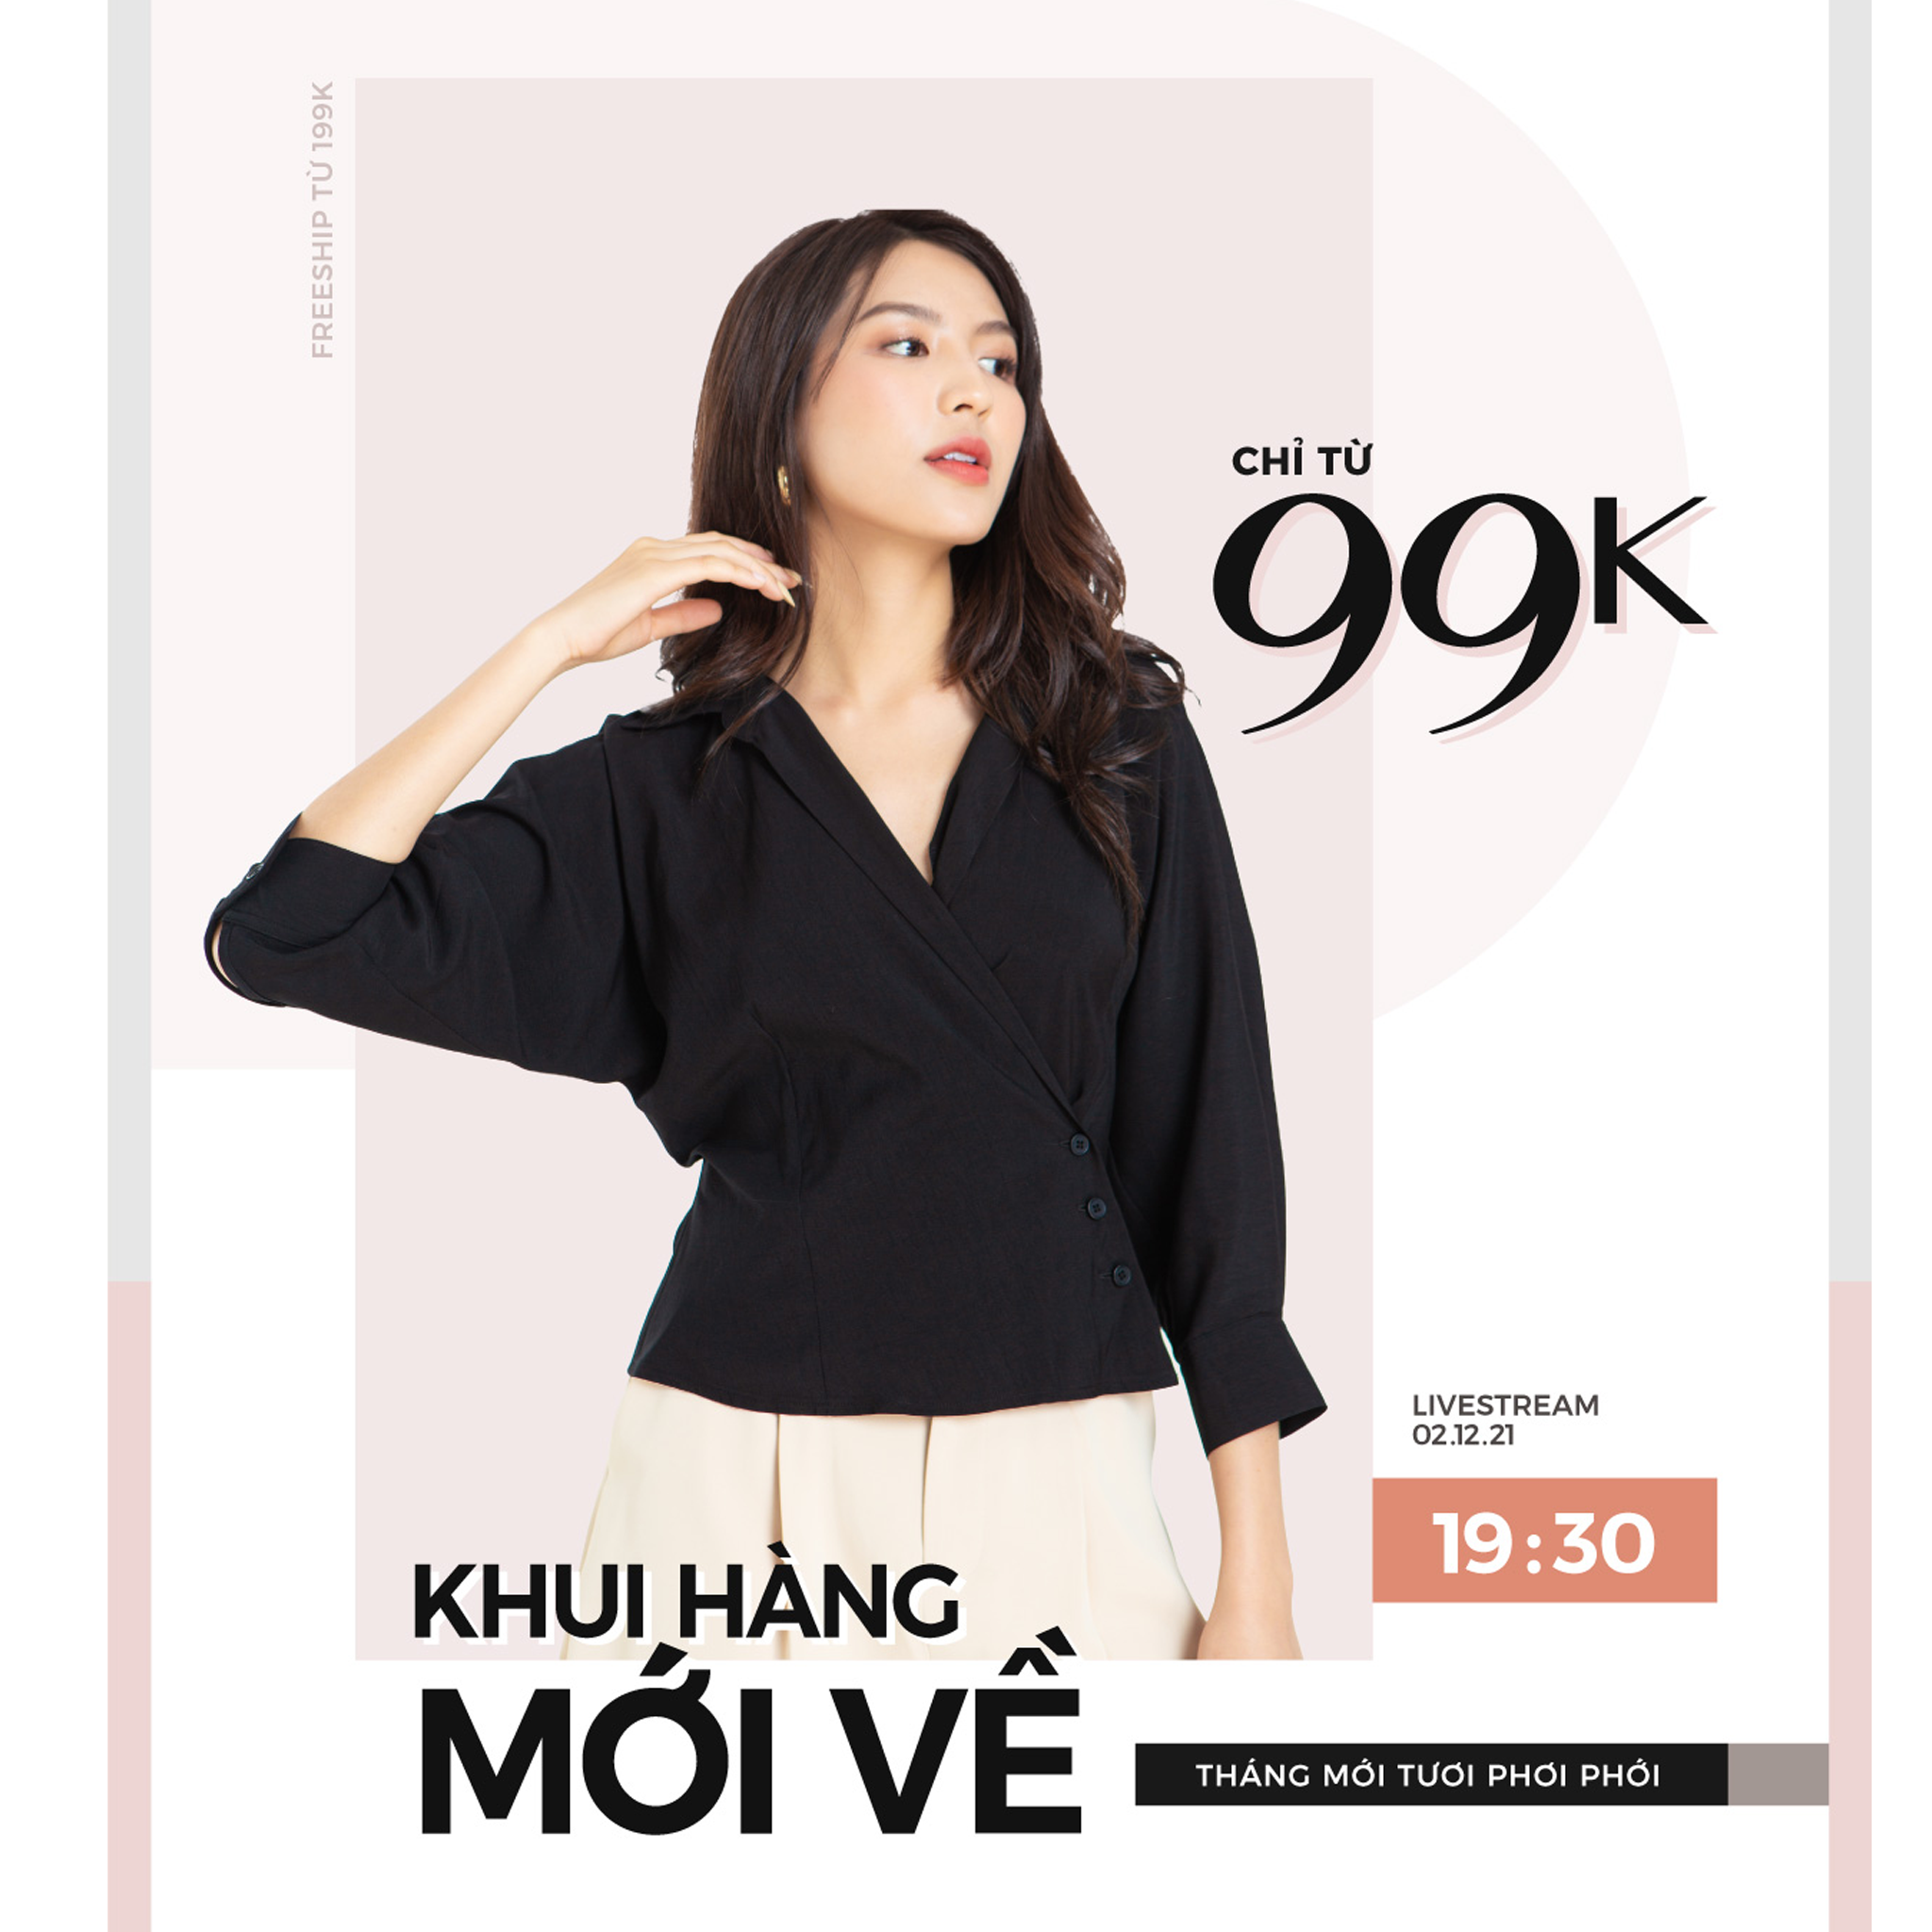 FREESHIP TỪ 199K
CHỈ TỪ
99K
LIVESTREAM
02.12.21
19:30
KHUI HÀNG
MỚI VỀ
THÁNG MỚI TƯƠI PHƠI PHỚI